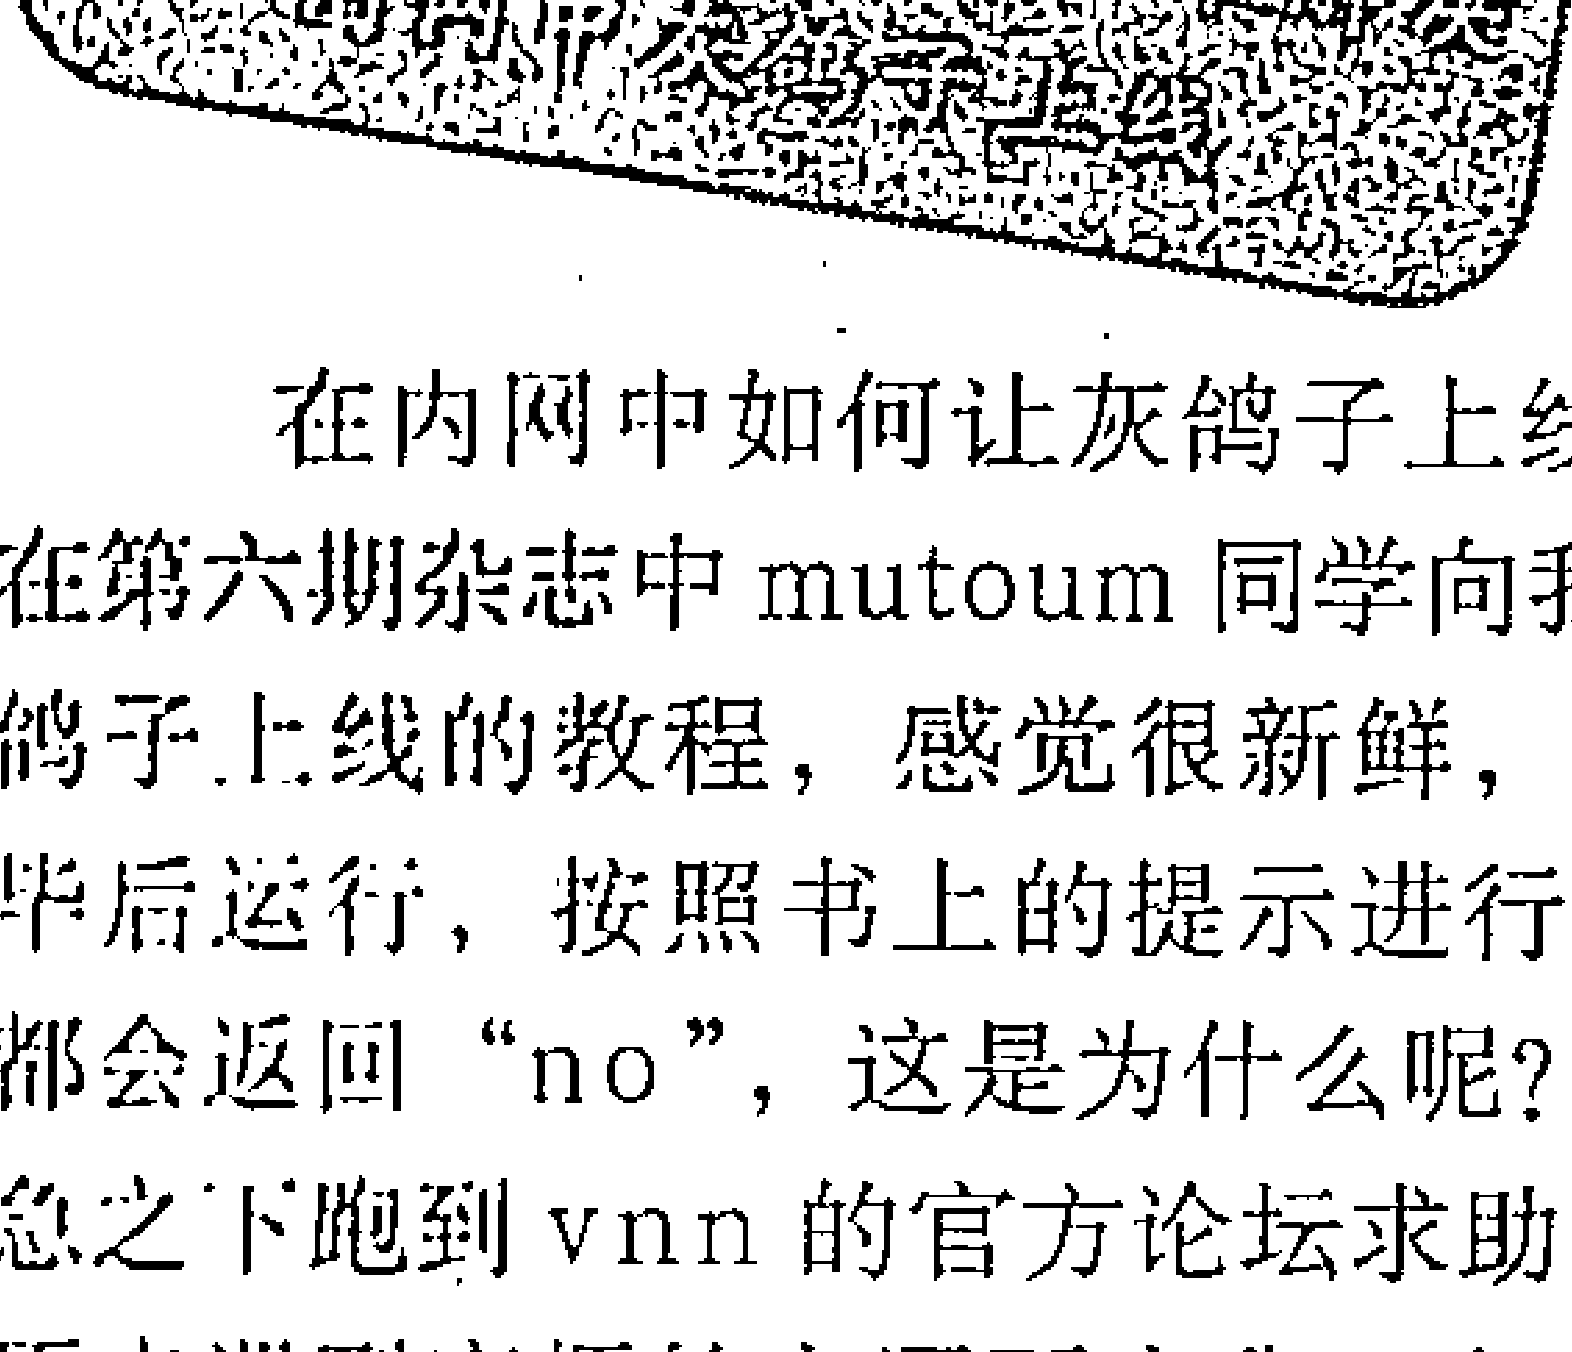 在内网中如何让灰鸽子上线
在第六期杂志中 mutoum 同学向我
鸽子上线的教程，感觉很新鲜，
毕后运行，按照书上的提示进行
都会返回“no”，这是为什么呢？
急之下跑到 vnn 的官方论坛求助